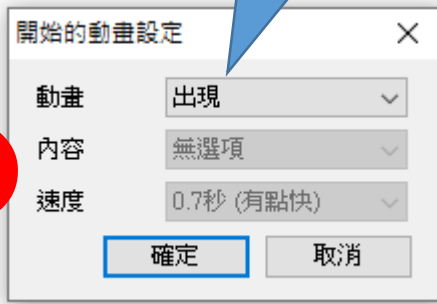 開始的動畫設定
動畫 出現
內容 無選項
速度 0.7秒 (有點快)
確定 取消